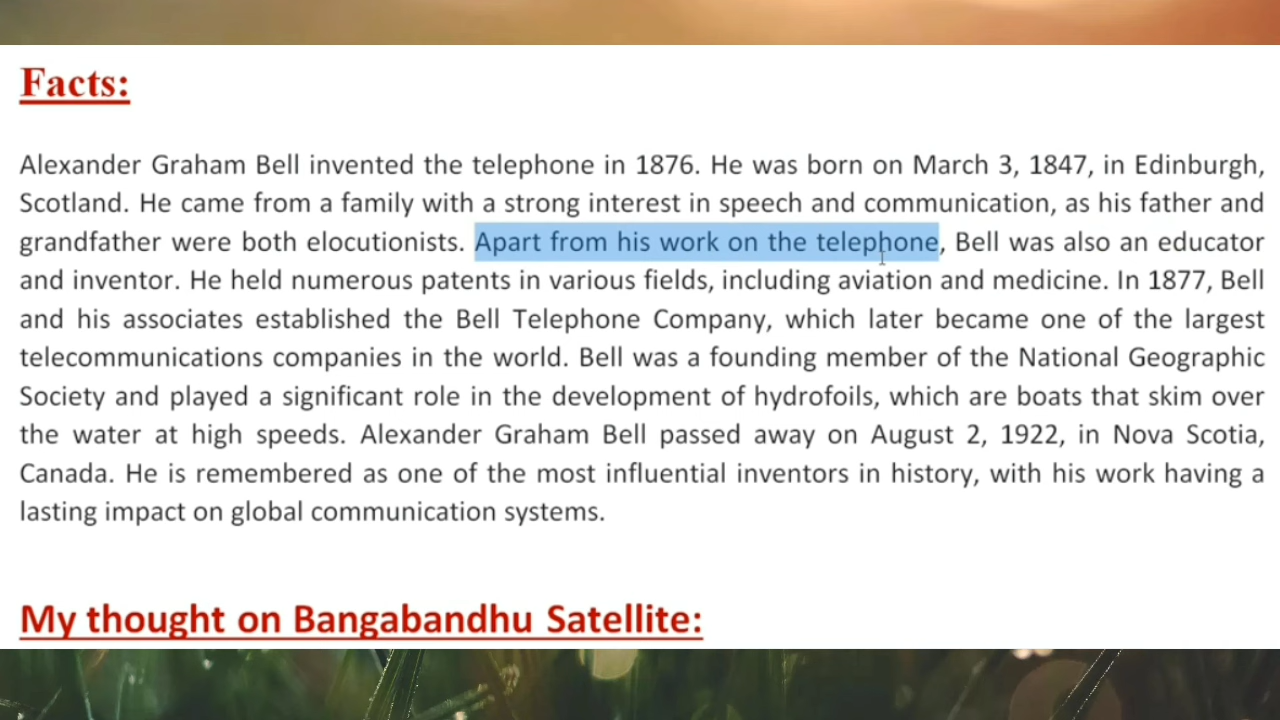 Facts:
Alexander Graham Bell invented the telephone in 1876. He was born on March 3, 1847, in Edinburgh,
Scotland. He came from a family with a strong interest in speech and communication, as his father and
grandfather were both elocutionists. Apart from his work on the telephone, Bell was also an educator
and inventor. He held numerous patents in various fields, including aviation and medicine. In 1877, Bell
and his associates established the Bell Telephone Company, which later became one of the largest
telecommunications companies in the world. Bell was a founding member of the National Geographic
Society and played a significant role in the development of hydrofoils, which are boats that skim over
the water at high speeds. Alexander Graham Bell passed away on August 2, 1922, in Nova Scotia,
Canada. He is remembered as one of the most influential inventors in history, with his work having a
lasting impact on global communication systems.
My thought on Bangabandhu Satellite: